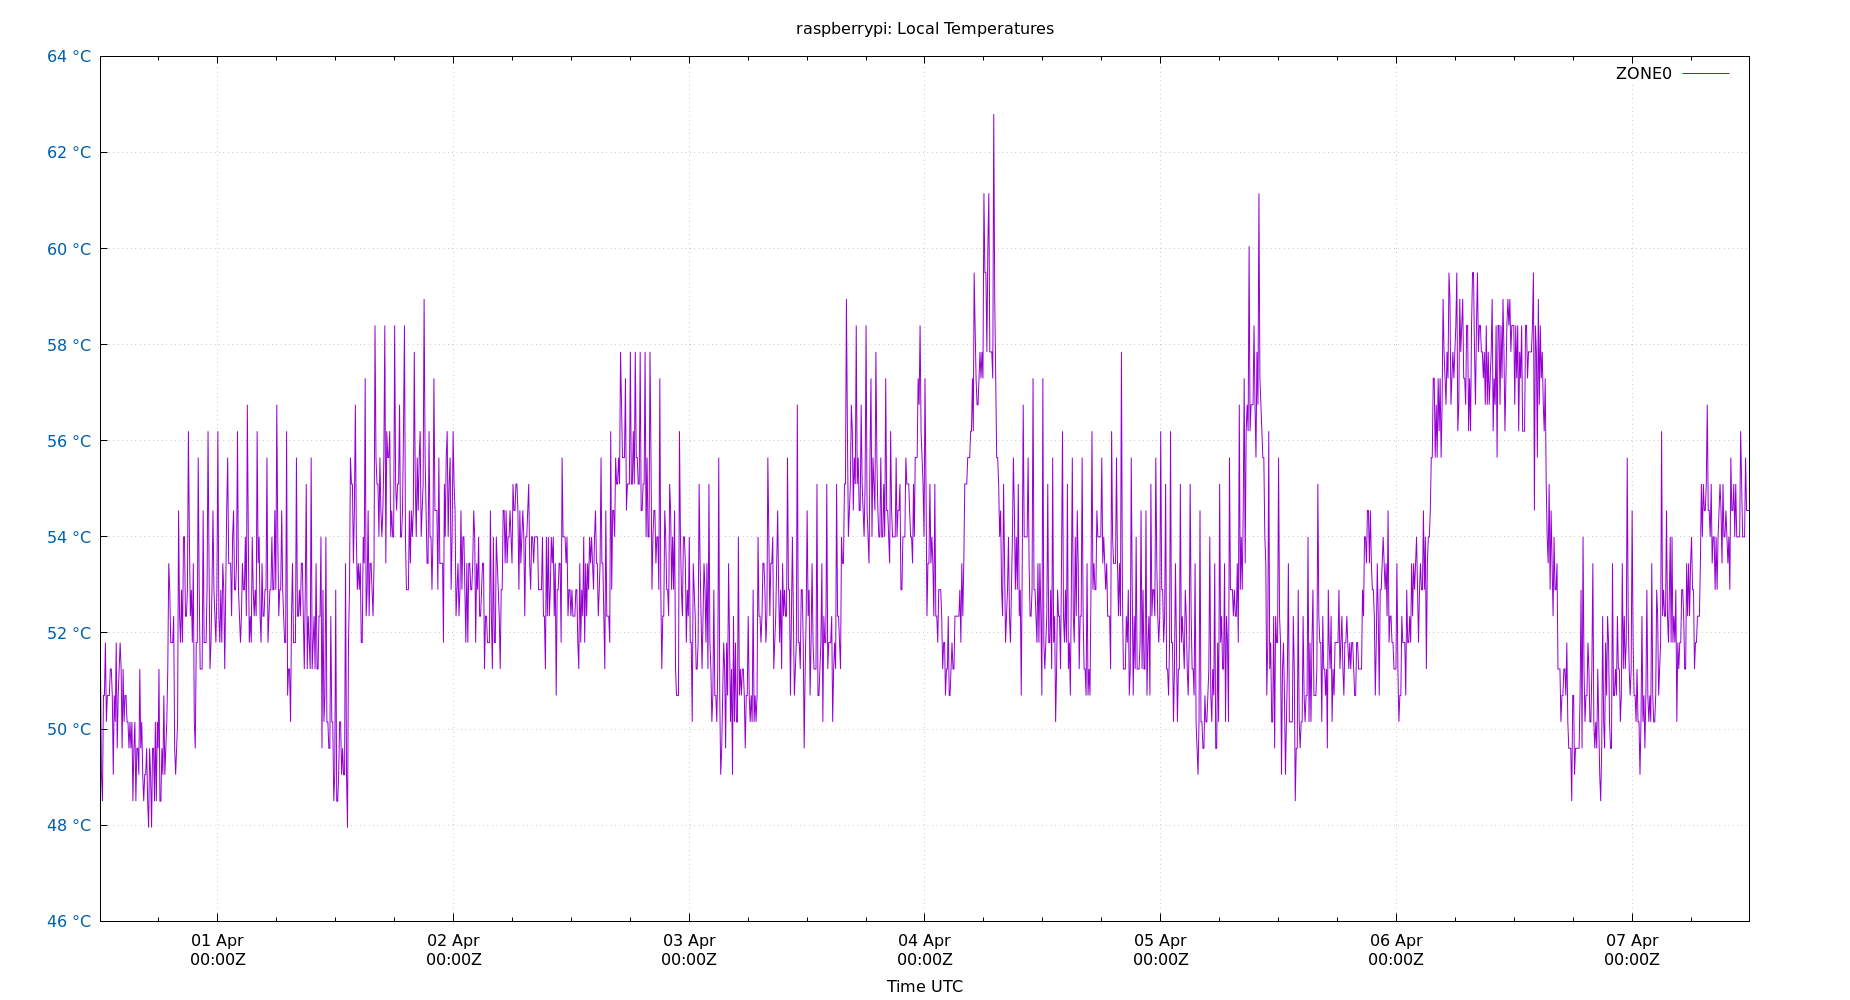 raspberrypi: Local Temperatures
64 °C
ZONE0
62 °C
60 °C
58 °C
56 °C
54 °C
52 °C
50 °C
48 °C
46 °C
01 Apr 02 Apr 03 Apr 04 Apr 05 Apr 06 Apr 07 Apr
00:00Z 00:00Z 00:00Z 00:00Z 00:00Z 00:00Z 00:00Z
Time UTC